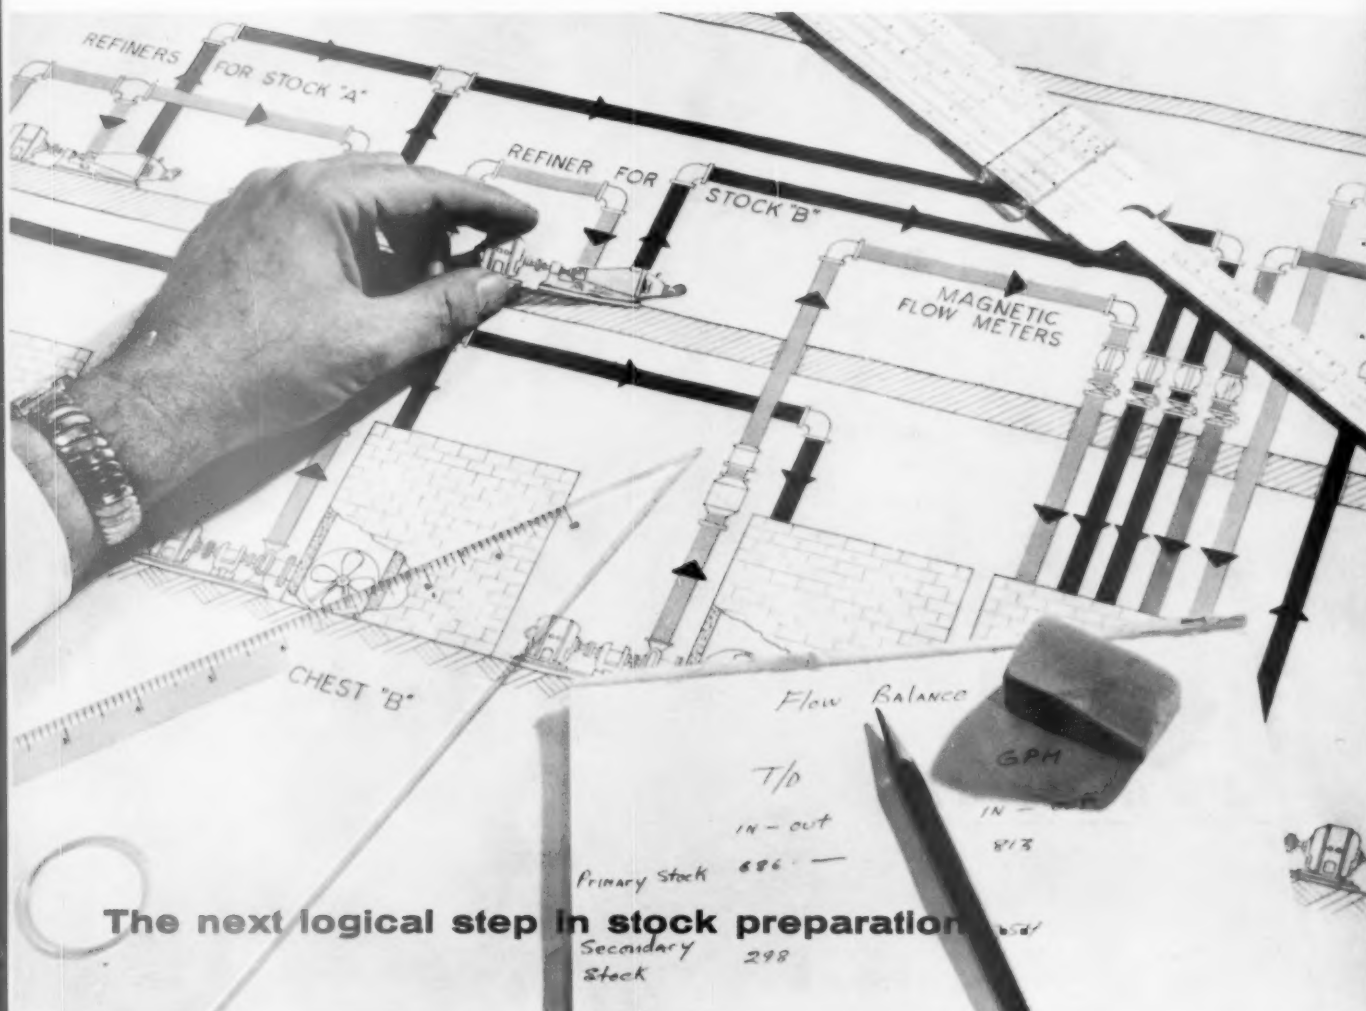 REFINERS
FOR STOCK "A"
REFINER FOR
STOCK "B"
MAGNETIC
FLOW METERS
CHEST "B"
Flow Balance
T/D
GPM
IN - OUT
IN -
813
Primary Stock 686 —
The next logical step in stock preparation
Secondary 298
Stock